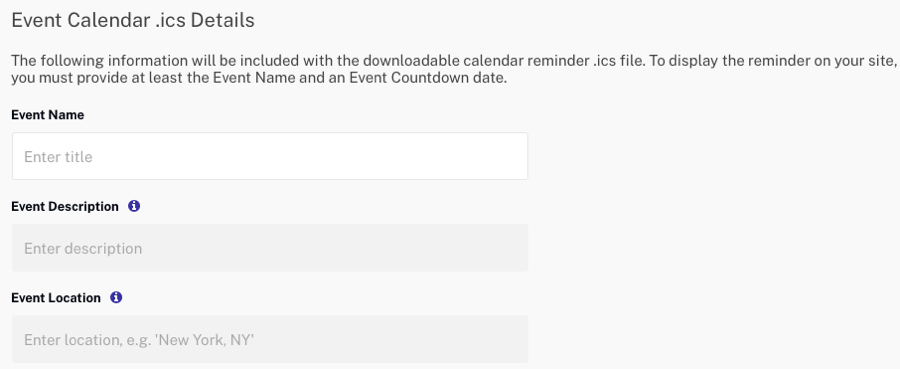 Event Calendar .ics Details
The following information will be included with the downloadable calendar reminder .ics file. To display the reminder on your site,
you must provide at least the Event Name and an Event Countdown date.
Event Name
Enter title
Event Description
Enter description
Event Location
Enter location, e.g. 'New York, NY'